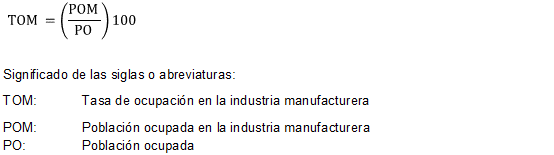 TOM = (POM/PO) 100
Significado de las siglas o abreviaturas:
TOM: Tasa de ocupación en la industria manufacturera
POM: Población ocupada en la industria manufacturera
PO: Población ocupada